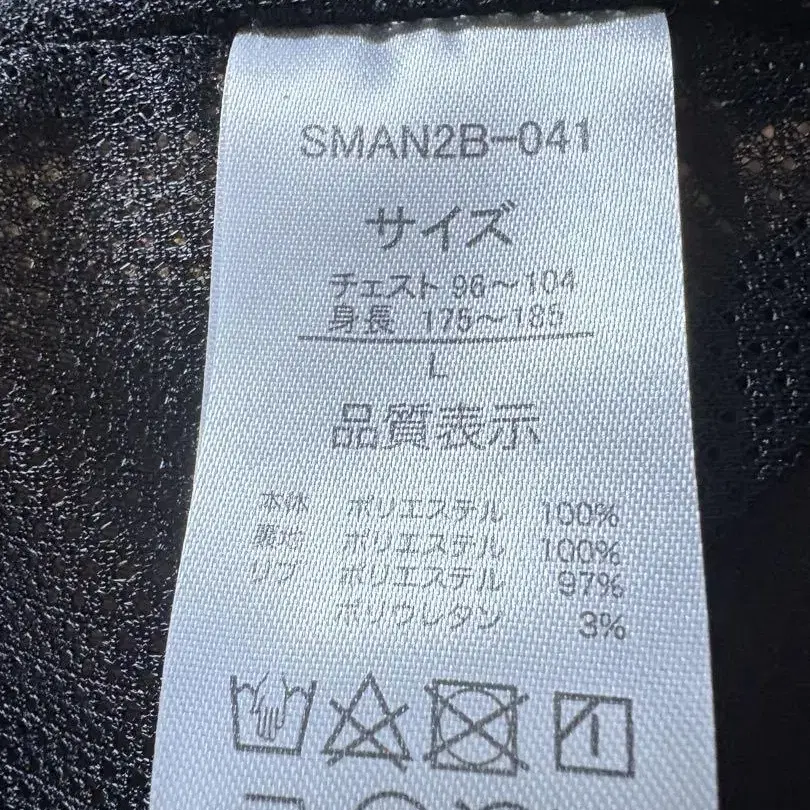 SMAN2B-041
サイズ
チェスト 96~104
身長 175~185
L
品質表示
本体 ポリエステル 100%
裏地 ポリエステル 100%
リブ ポリエステル 97%
ポリウレタン 3%